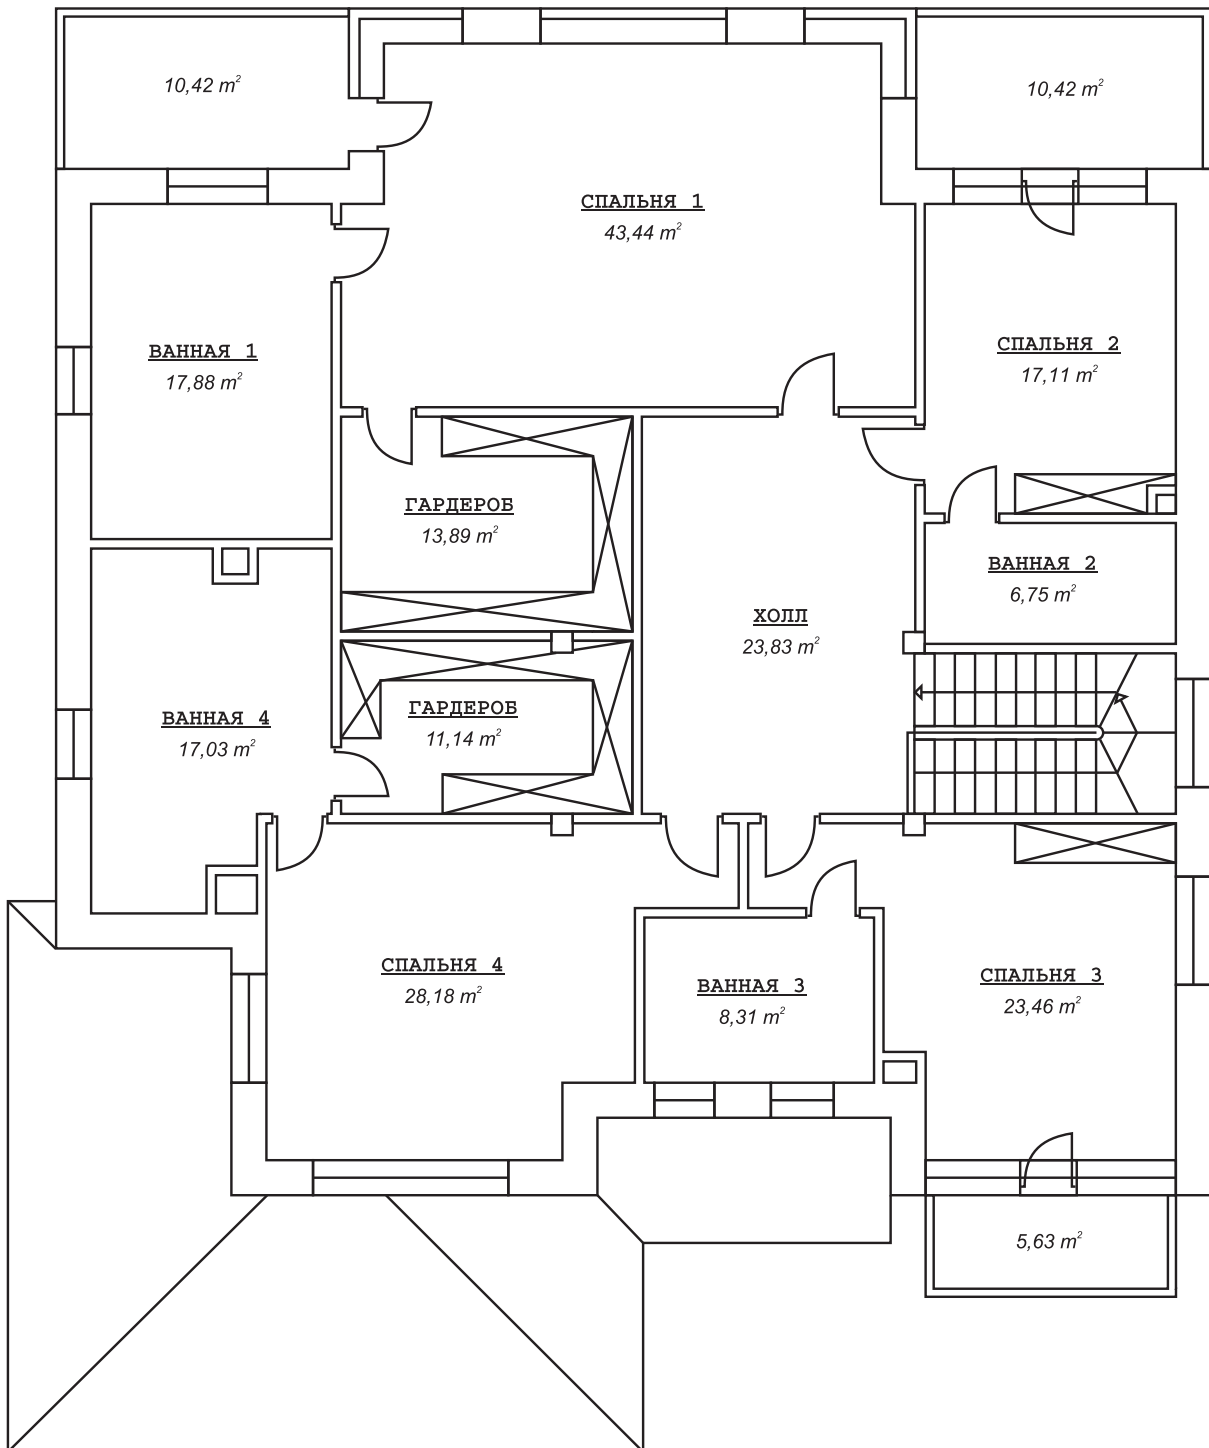 10,42 m²
10,42 m²
СПАЛЬНЯ 1
43,44 m²
ВАННАЯ 1
17,88 m²
СПАЛЬНЯ 2
17,11 m²
ГАРДЕРОБ
13,89 m²
ВАННАЯ 2
6,75 m²
ХОЛЛ
23,83 m²
ВАННАЯ 4
17,03 m²
ГАРДЕРОБ
11,14 m²
СПАЛЬНЯ 4
28,18 m²
ВАННАЯ 3
8,31 m²
СПАЛЬНЯ 3
23,46 m²
5,63 m²